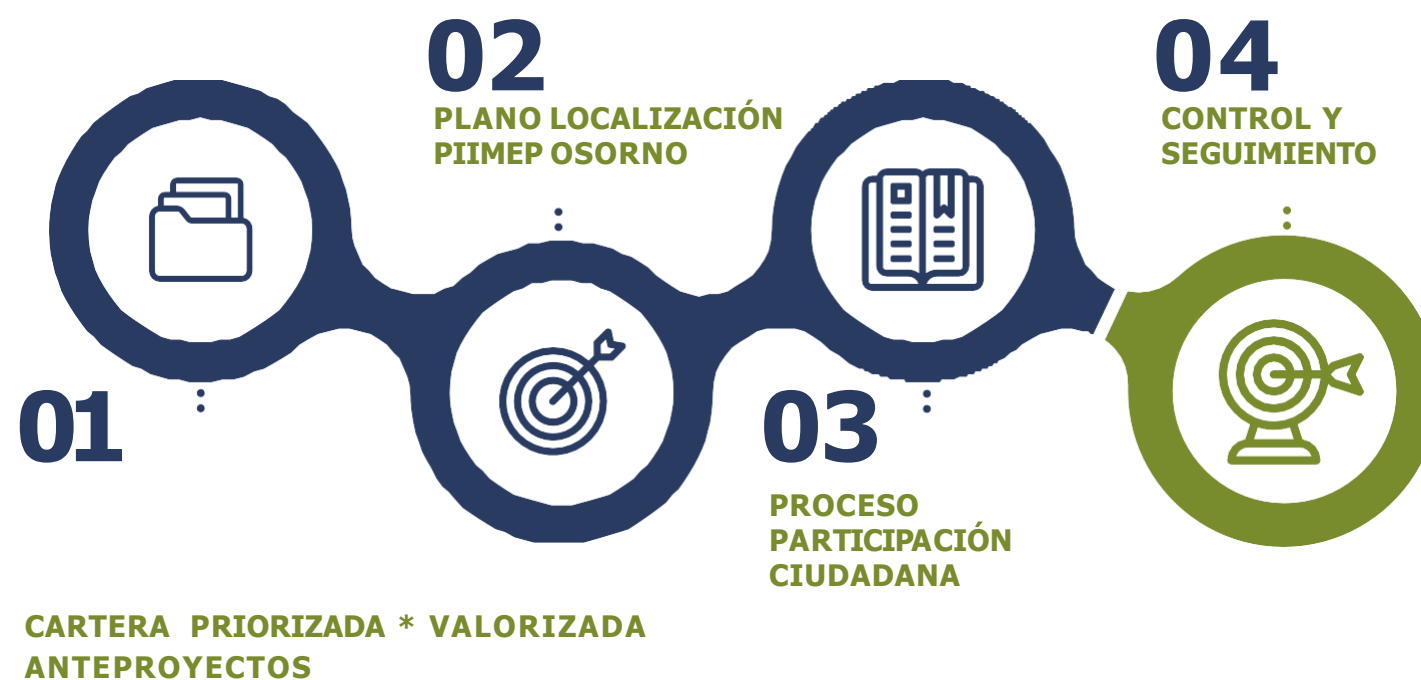 01
CARTERA PRIORIZADA * VALORIZADA
ANTEPROYECTOS
02
PLANO LOCALIZACIÓN
PIIMEP OSORNO
03
PROCESO
PARTICIPACIÓN
CIUDADANA
04
CONTROL Y
SEGUIMIENTO